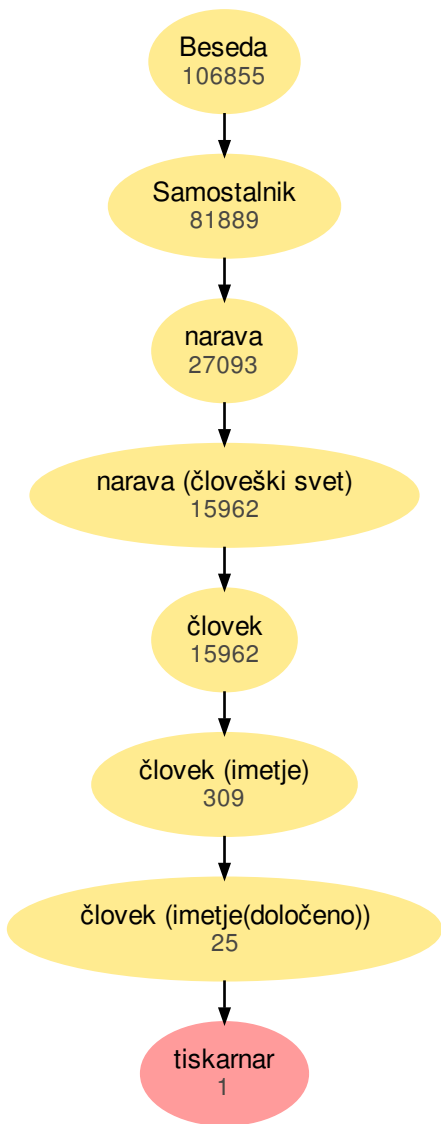 Beseda
106855
Samostalnik
81889
narava
27093
narava (človeški svet)
15962
človek
15962
človek (imetje)
309
človek (imetje(določeno))
25
tiskarnar
1